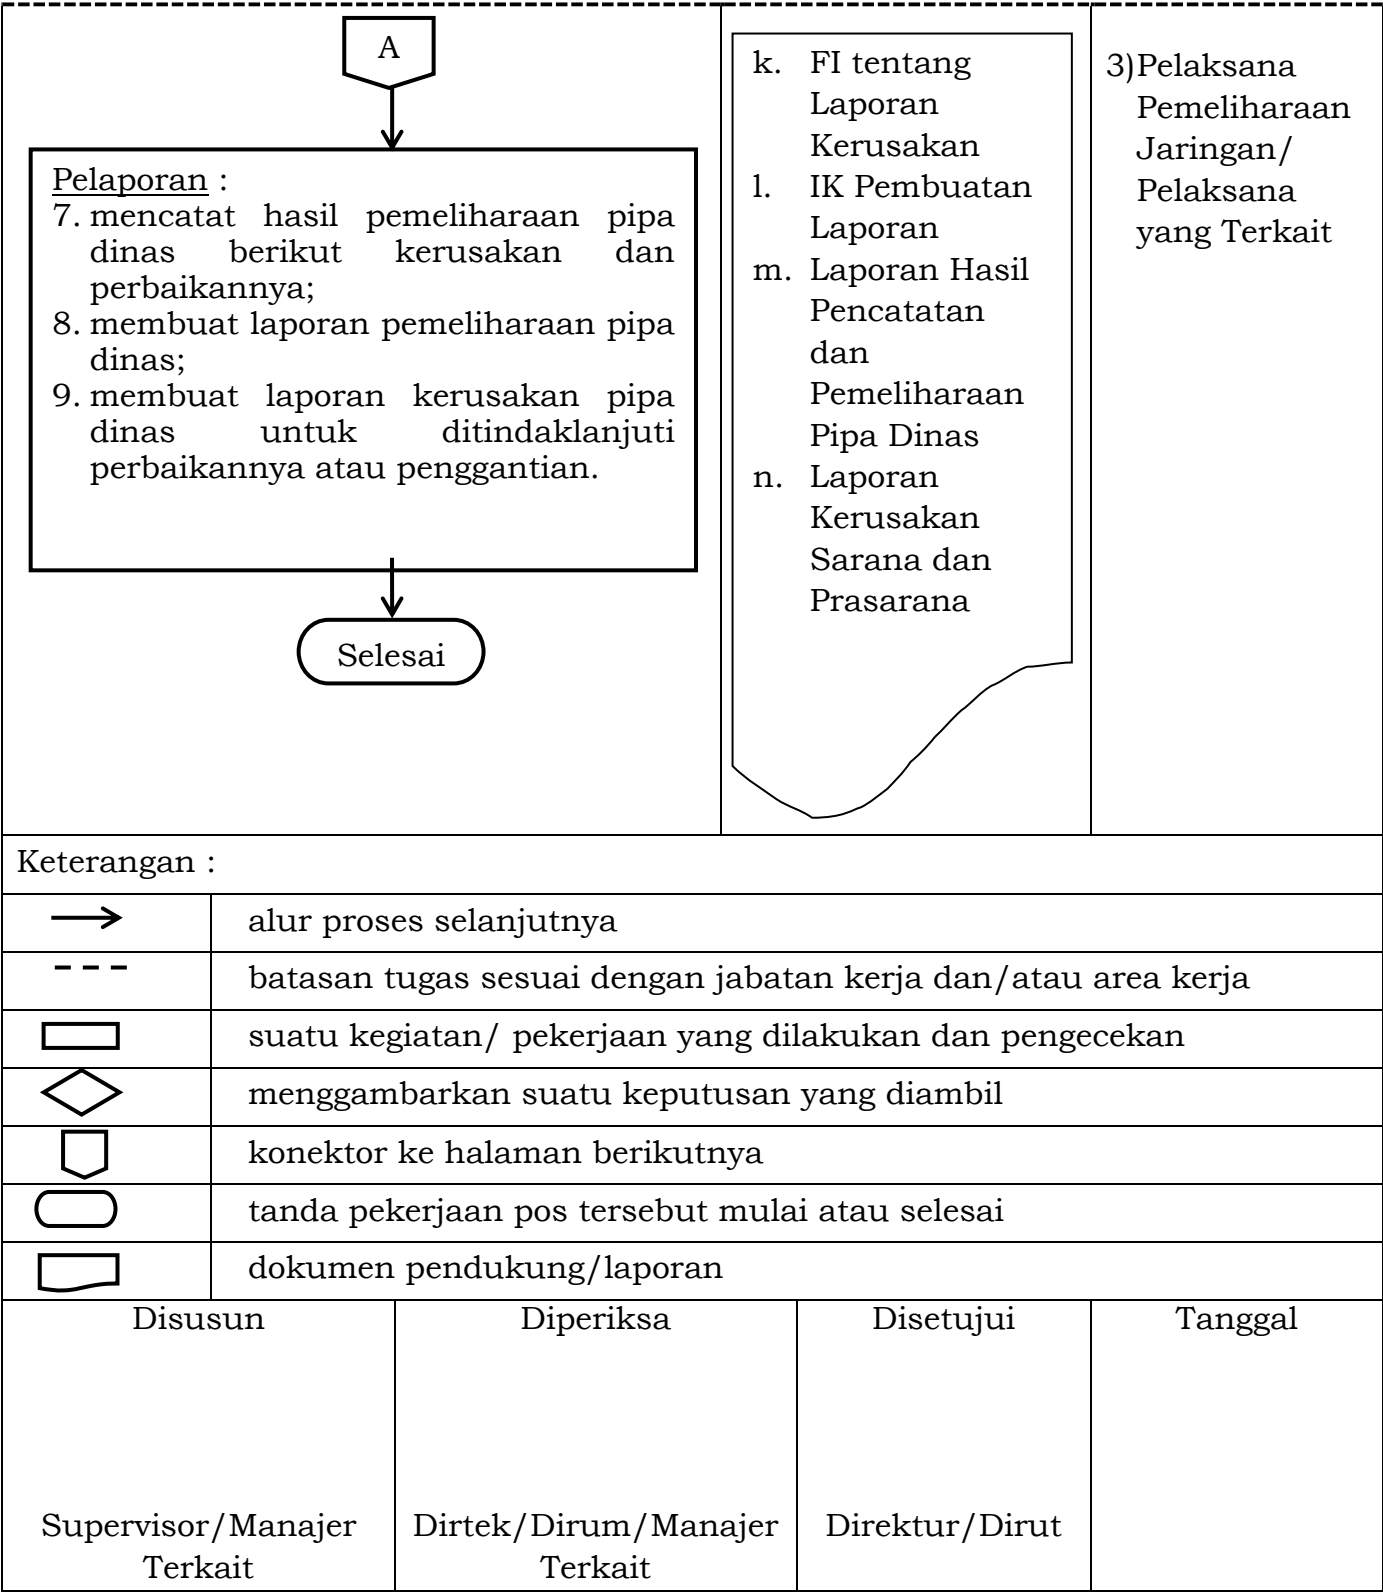 A
Pelaporan :
7. mencatat hasil pemeliharaan pipa
dinas berikut kerusakan dan
perbaikannya;
8. membuat laporan pemeliharaan pipa
dinas;
9. membuat laporan kerusakan pipa
dinas untuk ditindaklanjuti
perbaikannya atau penggantian.
Selesai
k. FI tentang
Laporan
Kerusakan
l. IK Pembuatan
Laporan
m. Laporan Hasil
Pencatatan
dan
Pemeliharaan
Pipa Dinas
n. Laporan
Kerusakan
Sarana dan
Prasarana
3)Pelaksana
Pemeliharaan
Jaringan/
Pelaksana
yang Terkait
Keterangan :
alur proses selanjutnya
batasan tugas sesuai dengan jabatan kerja dan/atau area kerja
suatu kegiatan/ pekerjaan yang dilakukan dan pengecekan
menggambarkan suatu keputusan yang diambil
konektor ke halaman berikutnya
tanda pekerjaan pos tersebut mulai atau selesai
dokumen pendukung/laporan
Disusun
Supervisor/Manajer
Terkait
Diperiksa
Dirtek/Dirum/Manajer
Terkait
Disetujui
Direktur/Dirut
Tanggal